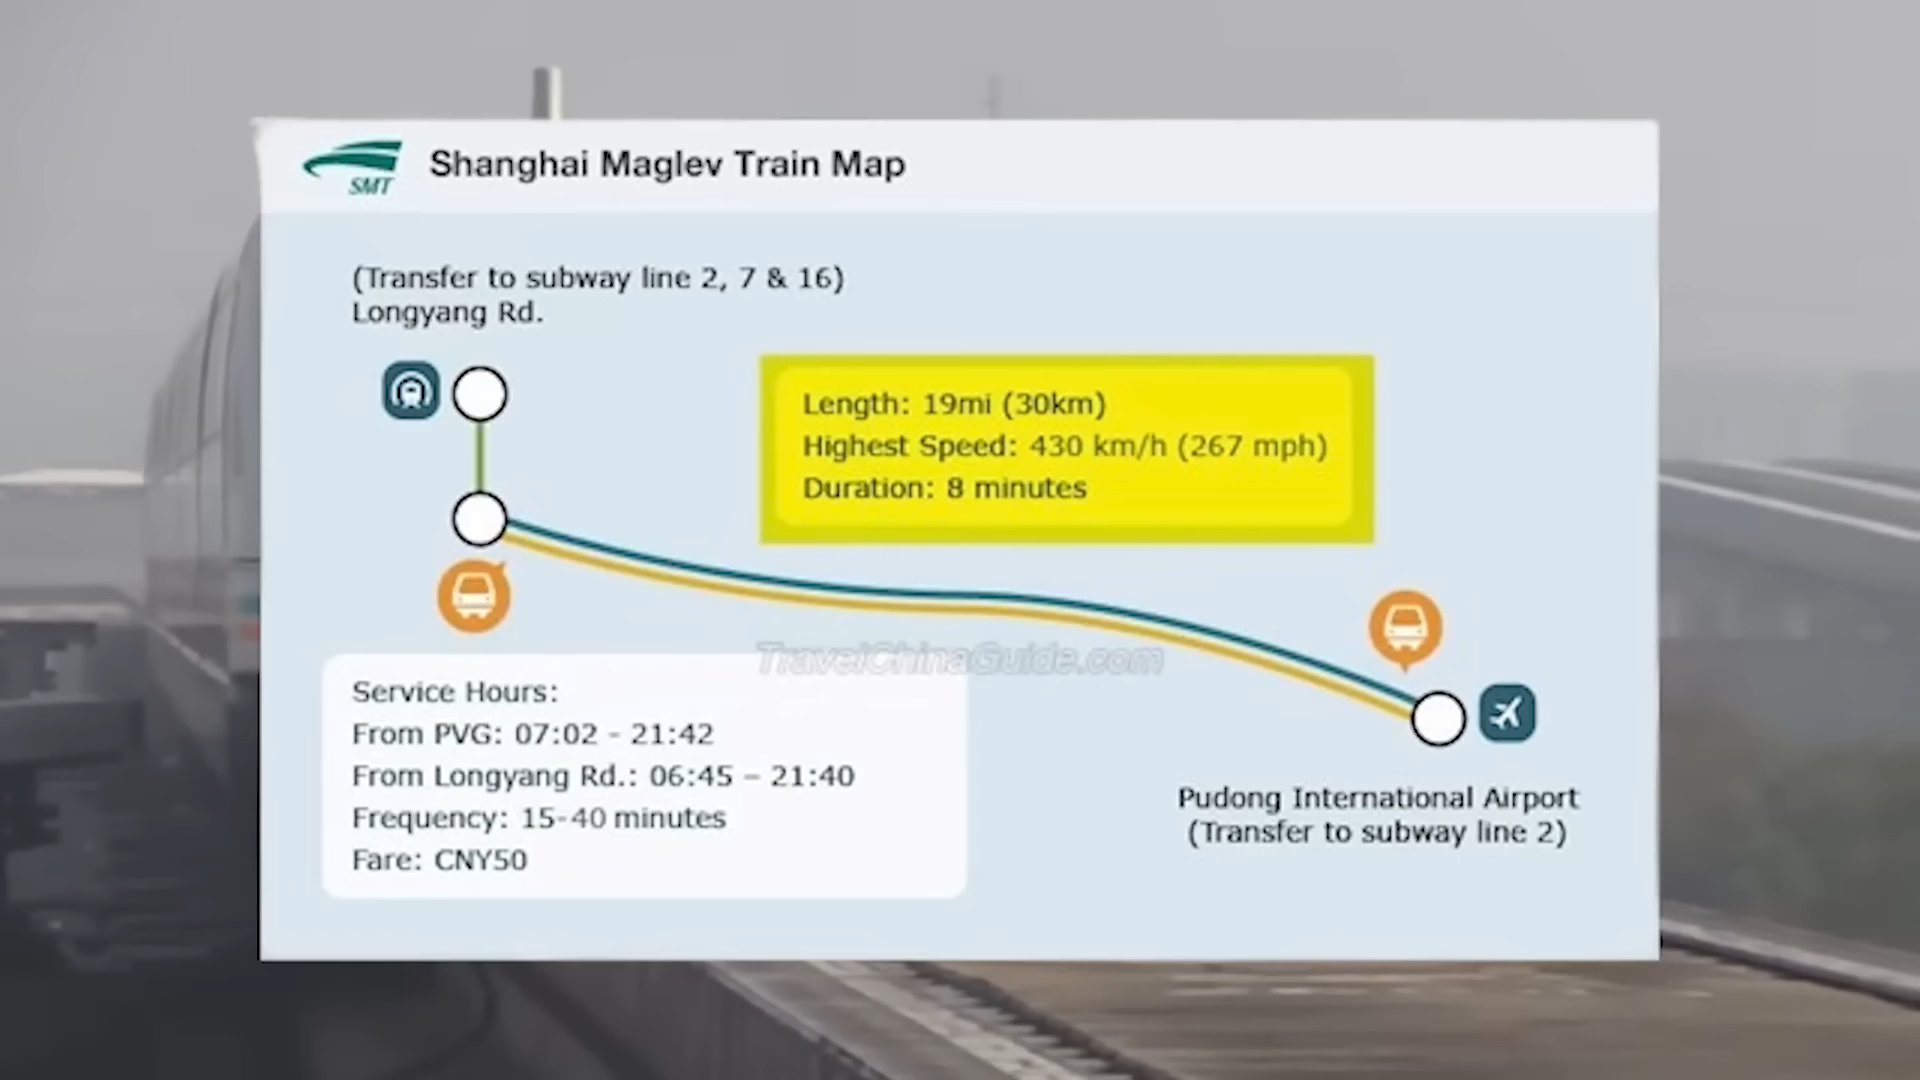 SMT
Shanghai Maglev Train Map
(Transfer to subway line 2, 7 & 16)
Longyang Rd.
Length: 19mi (30km)
Highest Speed: 430 km/h (267 mph)
Duration: 8 minutes
TravelChinaGuide.com
Service Hours:
From PVG: 07:02 - 21:42
From Longyang Rd.: 06:45 – 21:40
Frequency: 15-40 minutes
Fare: CNY50
Pudong International Airport
(Transfer to subway line 2)